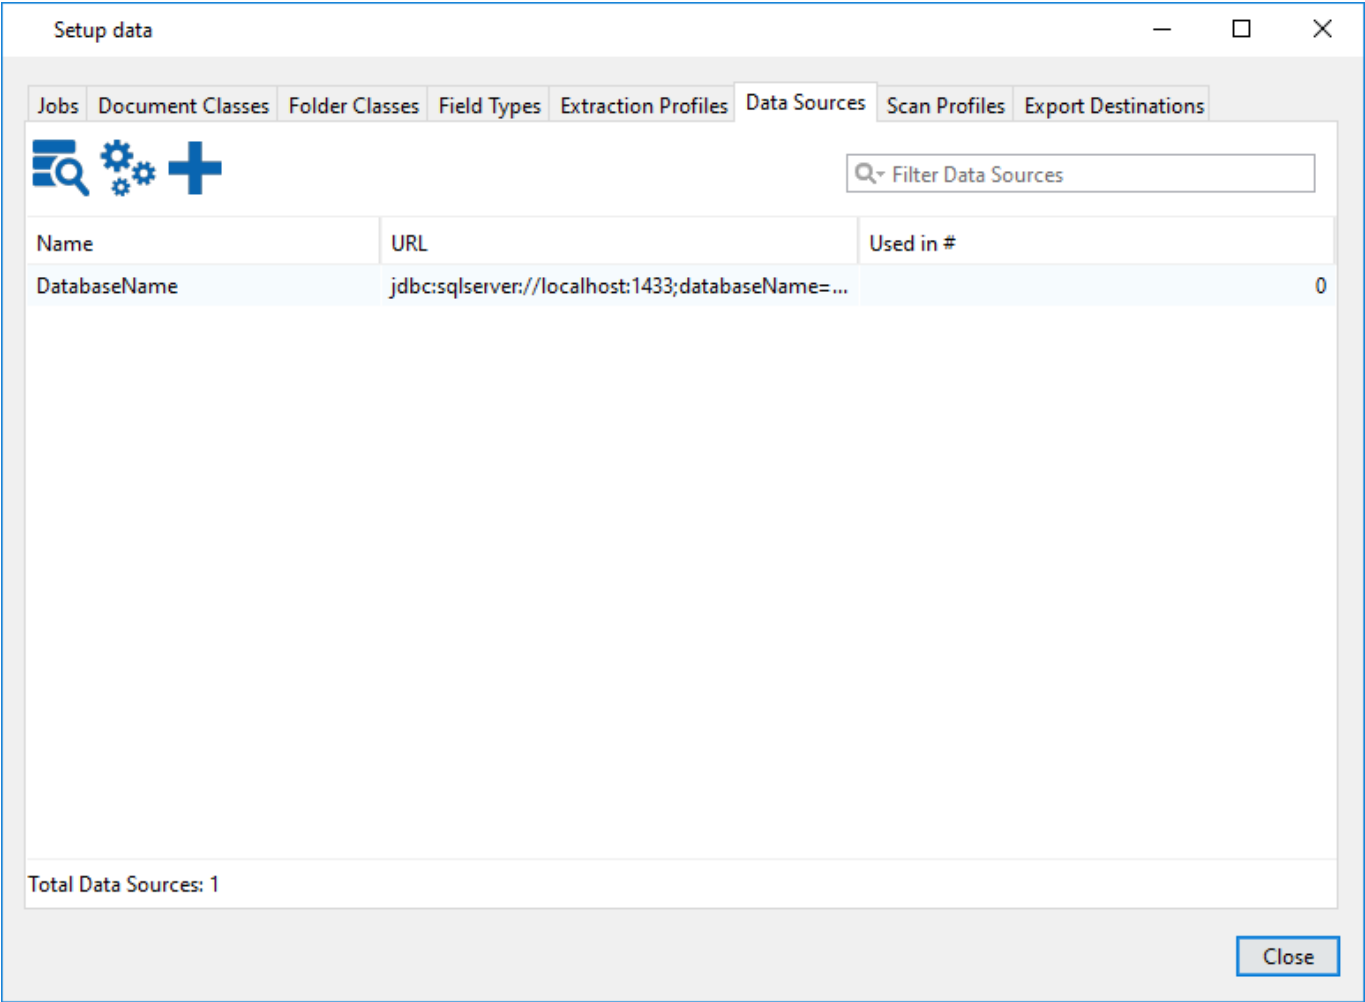 Setup data
Jobs Document Classes Folder Classes Field Types Extraction Profiles Data Sources Scan Profiles Export Destinations
Filter Data Sources
Name URL Used in #
DatabaseName jdbc:sqlserver://localhost:1433;databaseName=... 0
Total Data Sources: 1
Close